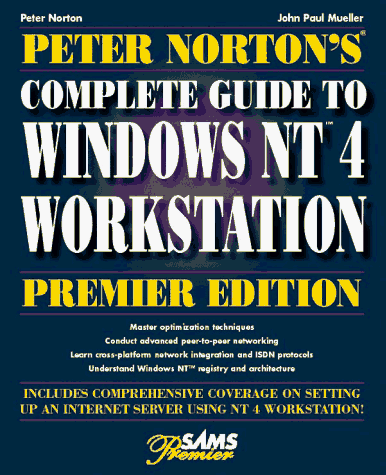 Peter Norton John Paul Mueller
PETER NORTON'S®
COMPLETE GUIDE TO
WINDOWS NT™ 4
WORKSTATION
PREMIER EDITION
Master optimization techniques
Conduct advanced peer-to-peer networking
Learn cross-platform network integration and ISDN protocols
Understand Windows NT™ registry and architecture
INCLUDES COMPREHENSIVE COVERAGE ON SETTING
UP AN INTERNET SERVER USING NT 4 WORKSTATION!
SAMS
Premier